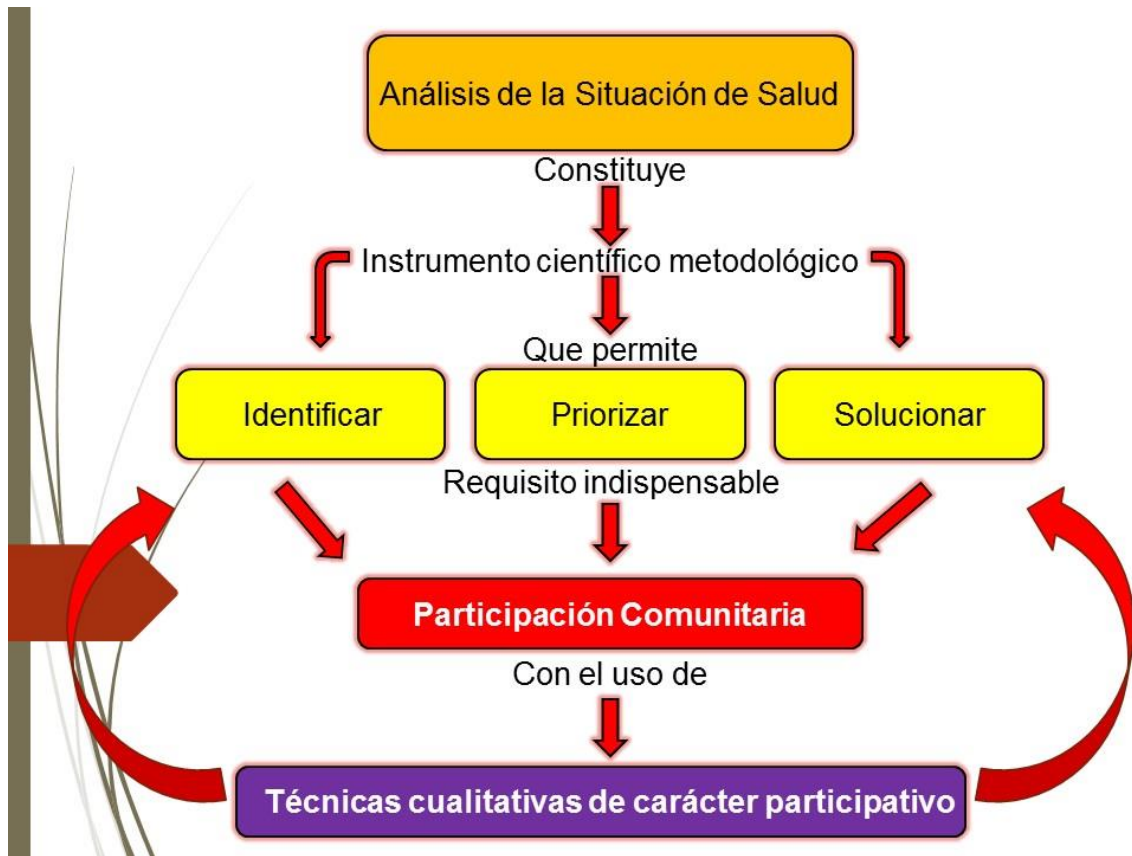 Análisis de la Situación de Salud
Constituye
Instrumento científico metodológico
Que permite
Identificar
Priorizar
Solucionar
Requisito indispensable
Participación Comunitaria
Con el uso de
Técnicas cualitativas de carácter participativo